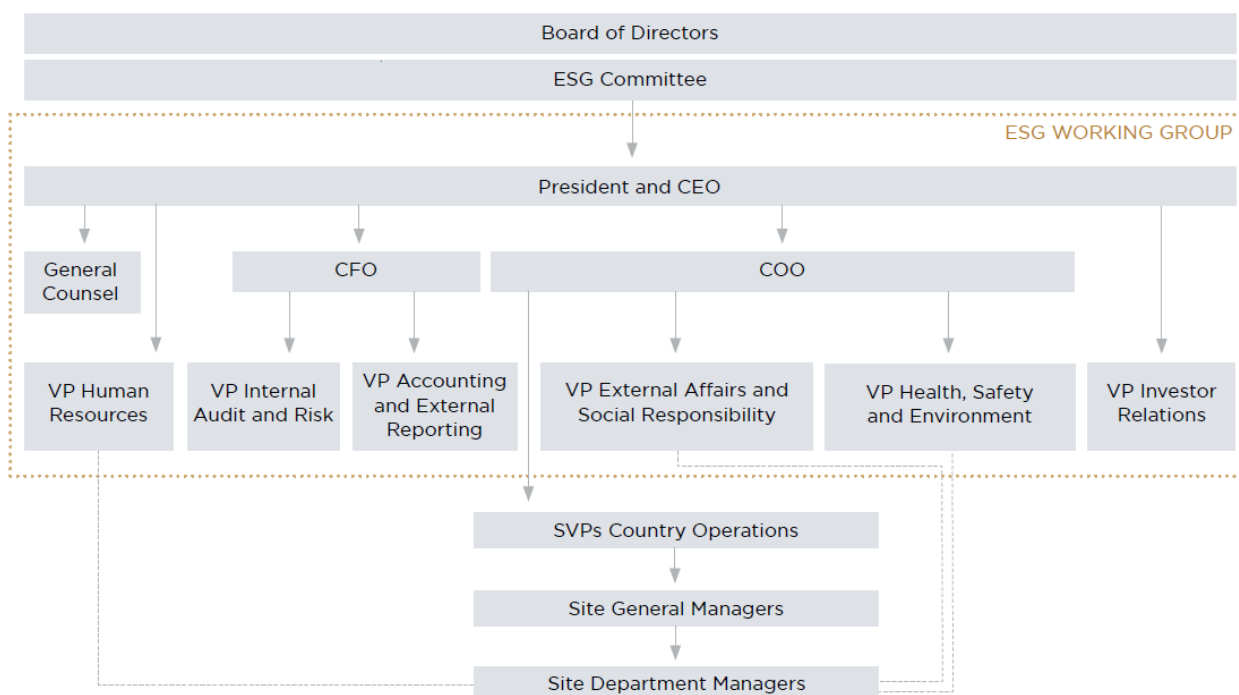 Board of Directors
ESG Committee
ESG WORKING GROUP
President and CEO
General
Counsel
CFO
COO
VP Human
Resources
VP Internal
Audit and Risk
VP Accounting
and External
Reporting
VP External Affairs and
Social Responsibility
VP Health, Safety
and Environment
VP Investor
Relations
SVPs Country Operations
Site General Managers
Site Department Managers